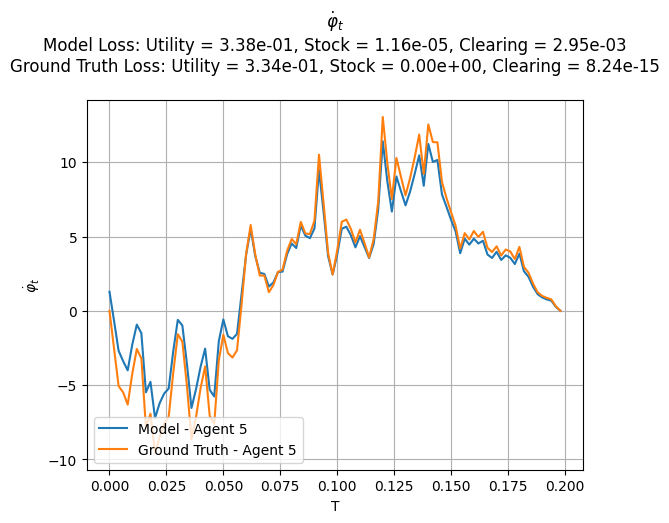 φ̇ₜ
Model Loss: Utility = 3.38e-01, Stock = 1.16e-05, Clearing = 2.95e-03
Ground Truth Loss: Utility = 3.34e-01, Stock = 0.00e+00, Clearing = 8.24e-15
10
5
0
−5
−10
φ̇ₜ
Model - Agent 5
Ground Truth - Agent 5
0.000 0.025 0.050 0.075 0.100 0.125 0.150 0.175 0.200
T